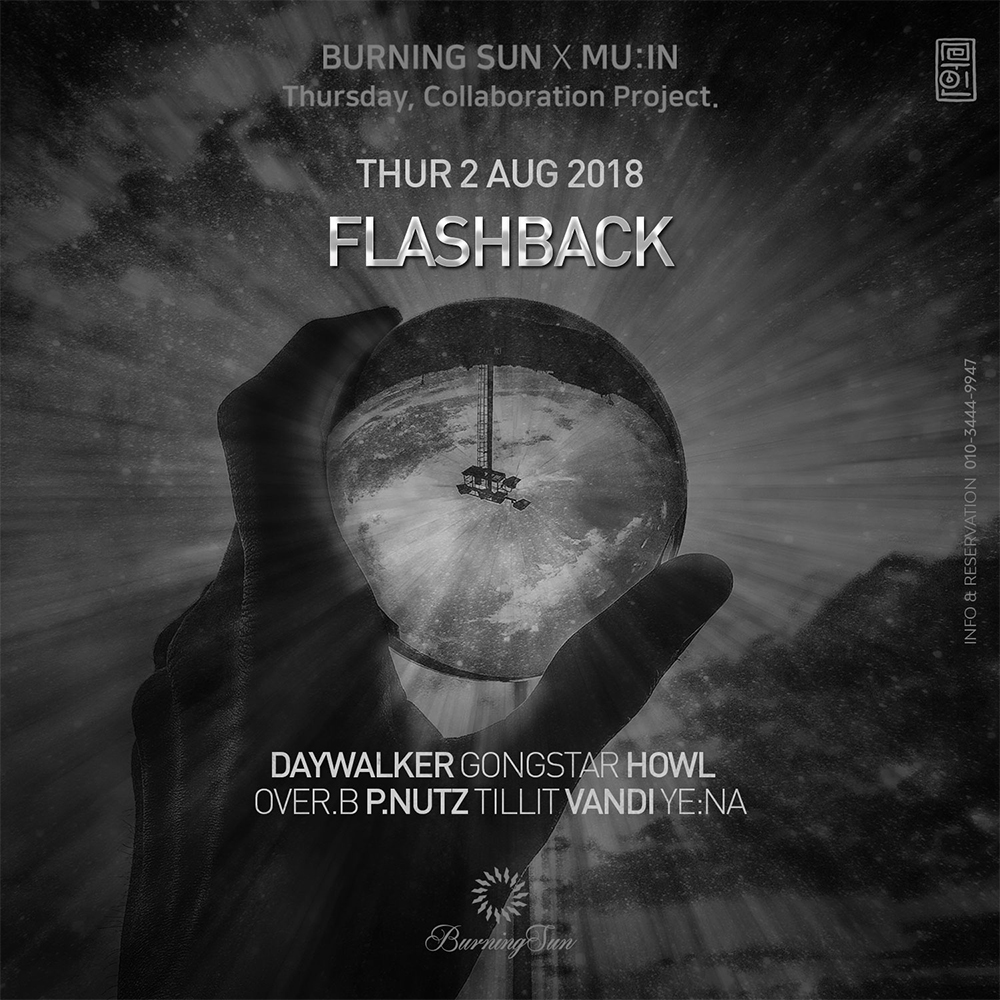 BURNING SUN X MU:IN
Thursday, Collaboration Project.
THUR 2 AUG 2018
FLASHBACK
INFO & RESERVATION 010-3444-9947
DAYWALKER GONGSTAR HOWL
OVER.B P.NUTZ TILLIT VANDI YE:NA
BurningSun